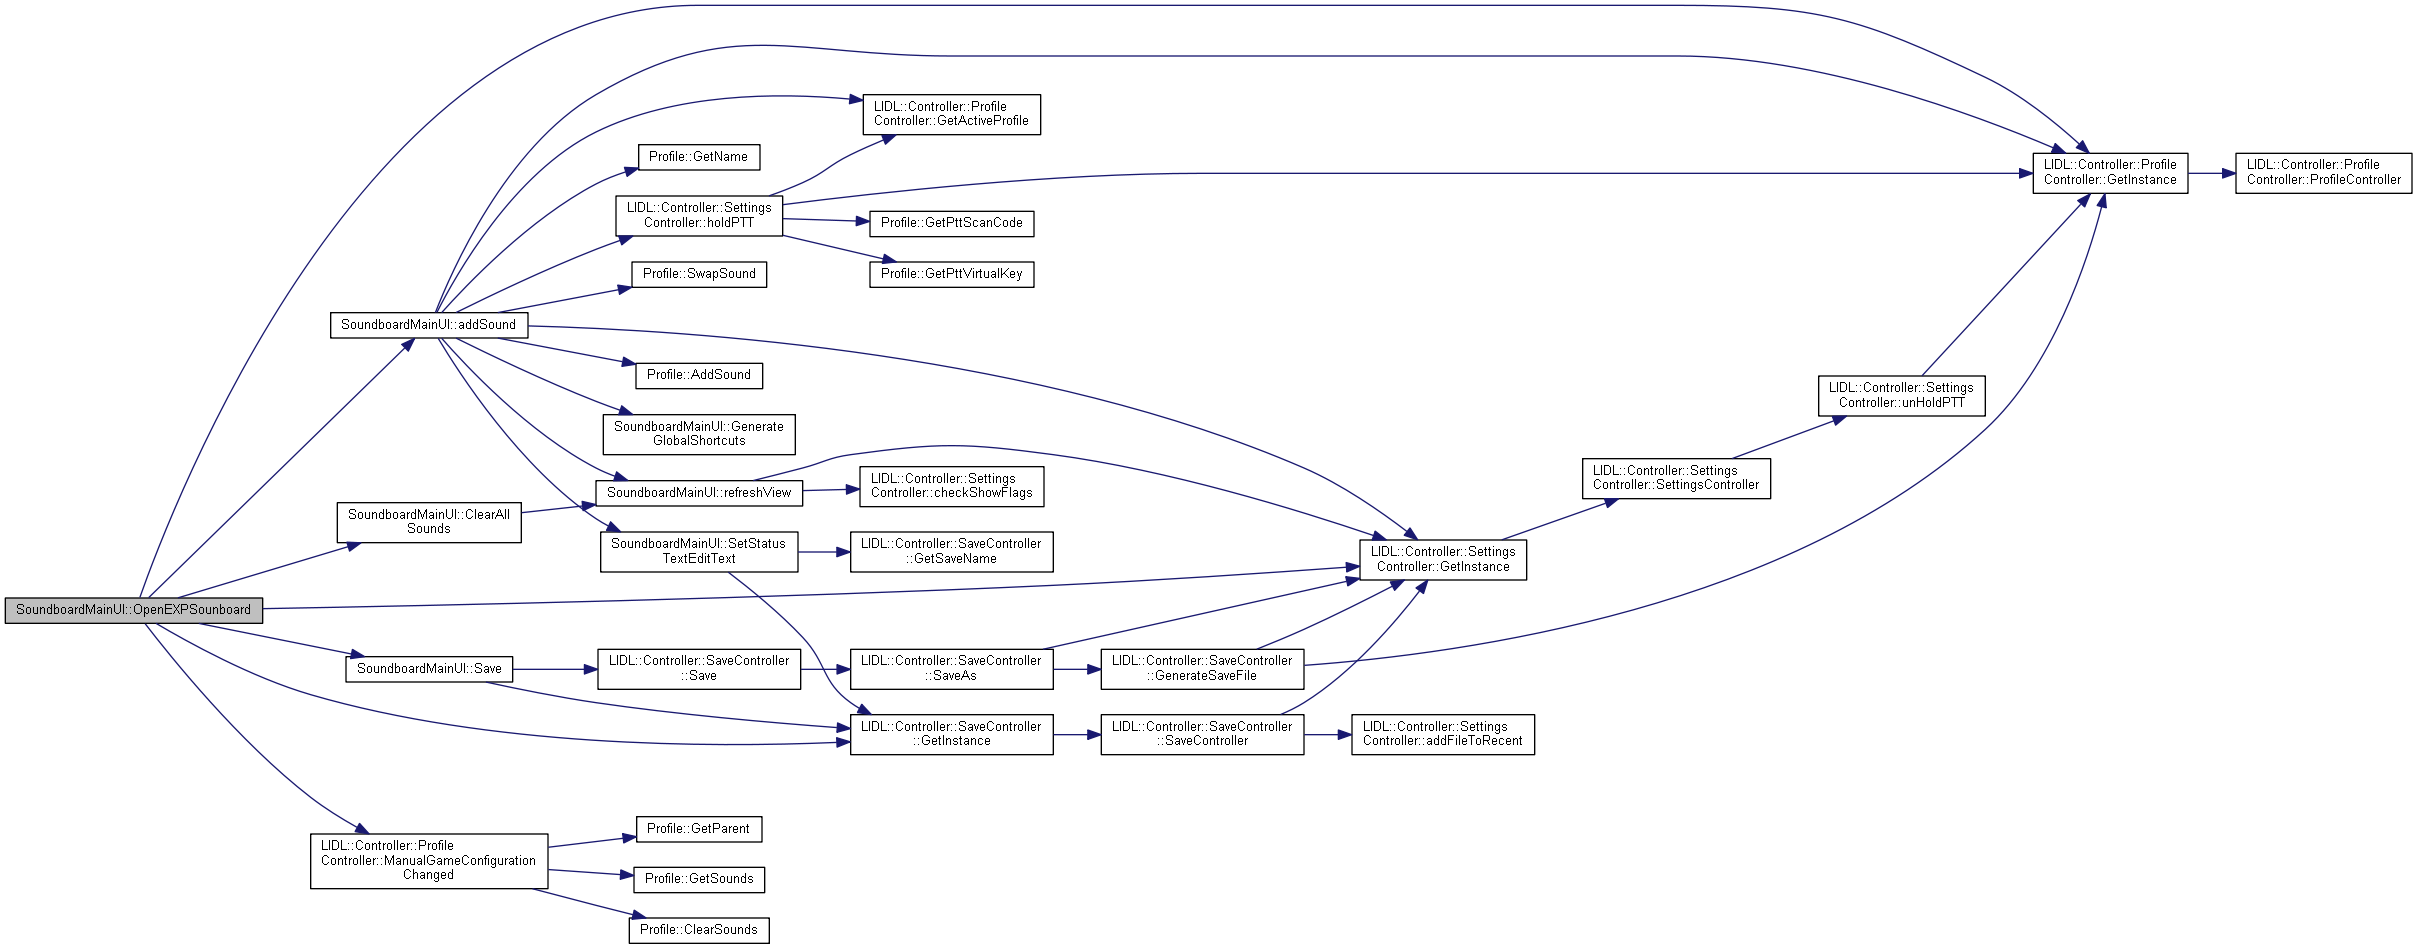 LIDL::Controller::Profile
Controller::GetActiveProfile
Profile::GetName
LIDL::Controller::Profile
Controller::GetInstance
LIDL::Controller::Profile
Controller::ProfileController
LIDL::Controller::Settings
Controller::holdPTT
Profile::GetPttScanCode
Profile::SwapSound
Profile::GetPttVirtualKey
SoundboardMainUI::addSound
Profile::AddSound
LIDL::Controller::Settings
Controller::unHoldPTT
SoundboardMainUI::Generate
GlobalShortcuts
LIDL::Controller::Settings
Controller::SettingsController
SoundboardMainUI::refreshView
LIDL::Controller::Settings
Controller::checkShowFlags
SoundboardMainUI::ClearAll
Sounds
SoundboardMainUI::SetStatus
TextEditText
LIDL::Controller::SaveController
::GetSaveName
LIDL::Controller::Settings
Controller::GetInstance
SoundboardMainUI::OpenEXPSounboard
SoundboardMainUI::Save
LIDL::Controller::SaveController
::Save
LIDL::Controller::SaveController
::SaveAs
LIDL::Controller::SaveController
::GenerateSaveFile
LIDL::Controller::SaveController
::GetInstance
LIDL::Controller::SaveController
::SaveController
LIDL::Controller::Settings
Controller::addFileToRecent
LIDL::Controller::Profile
Controller::ManualGameConfiguration
Changed
Profile::GetParent
Profile::GetSounds
Profile::ClearSounds